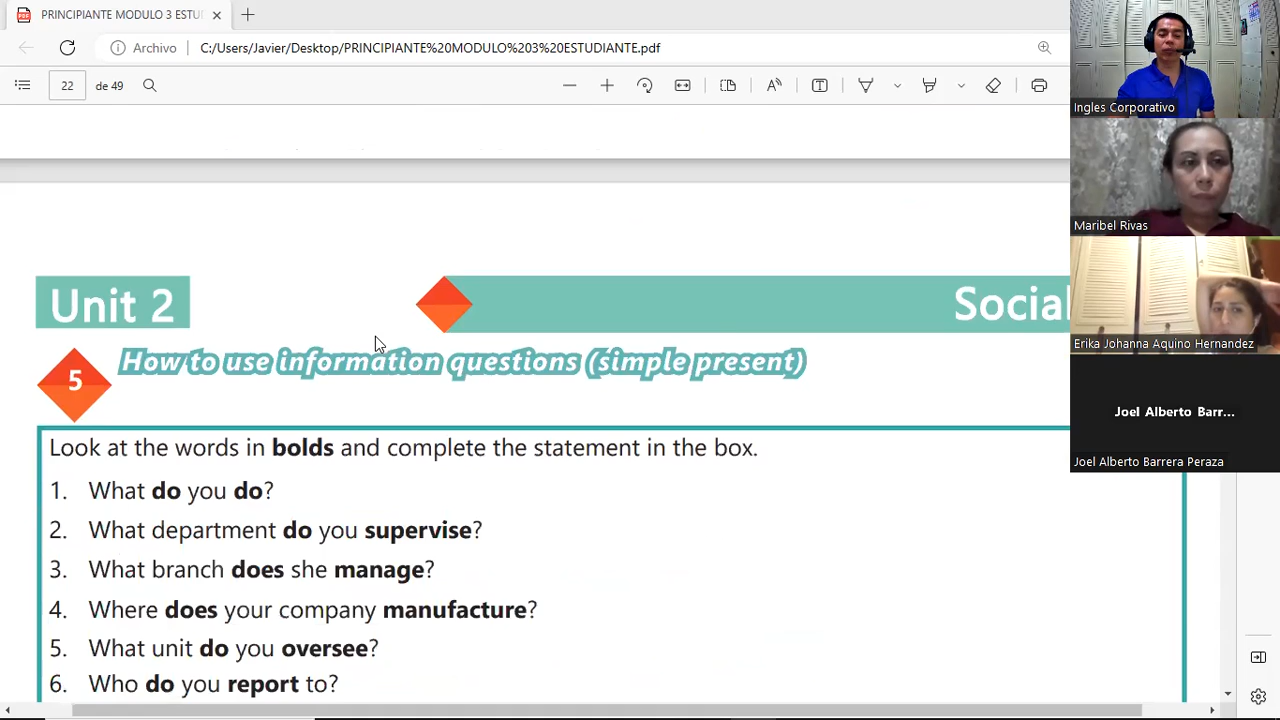 PRINCIPIANTE MODULO 3 ESTU
Archivo C:/Users/Javier/Desktop/PRINCIPIANTE%20MODULO%203%20ESTUDIANTE.pdf
22 de 49
Ingles Corporativo
Maribel Rivas
Erika Johanna Aquino Hernandez
Joel Alberto Barr...
Joel Alberto Barrera Peraza
Unit 2 Social
5 How to use information questions (simple present)
Look at the words in bolds and complete the statement in the box.
1. What do you do?
2. What department do you supervise?
3. What branch does she manage?
4. Where does your company manufacture?
5. What unit do you oversee?
6. Who do you report to?